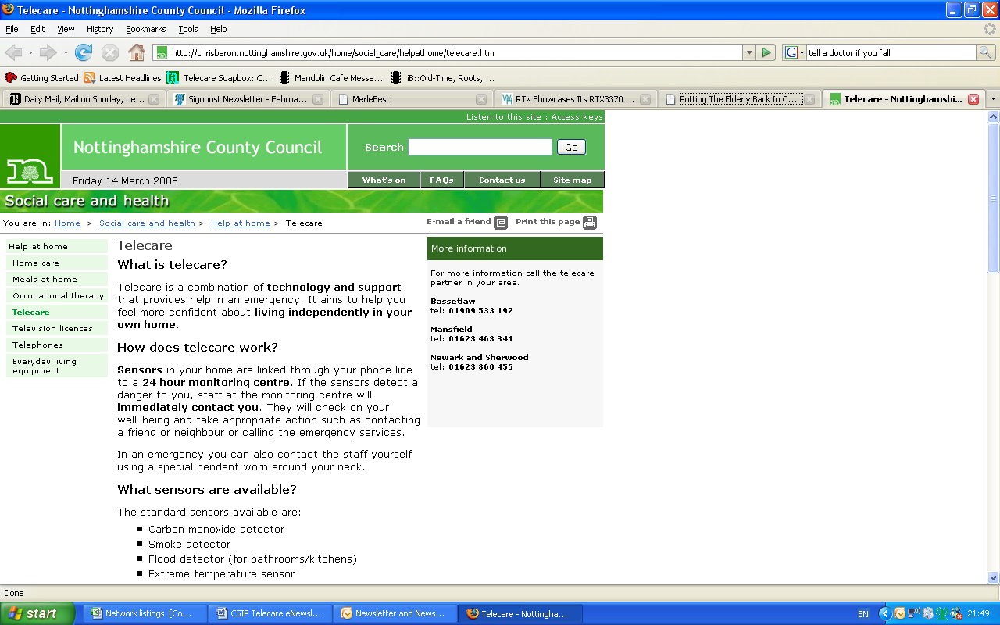 Telecare - Nottinghamshire County Council - Mozilla Firefox
File Edit View History Bookmarks Tools Help
http://chrisbaron.nottinghamshire.gov.uk/home/social_care/helpathome/telecare.htm
G
tell a doctor if you fall
Getting Started Latest Headlines Telecare Soapbox: C... Mandolin Cafe Messa... iB::Old-Time, Roots, ...
Daily Mail, Mail on Sunday, ne... Signpost Newsletter - Februa... MerleFest RTX Showcases Its RTX3370 ... Putting The Elderly Back In C... Telecare - Nottinghamshi...
Listen to this site : Access keys
n
Nottinghamshire County Council
Search Go
Friday 14 March 2008
What's on FAQs Contact us Site map
Social care and health
You are in: Home > Social care and health > Help at home > Telecare
E-mail a friend Print this page
Help at home
Home care
Meals at home
Occupational therapy
Telecare
Television licences
Telephones
Everyday living
equipment
Telecare
What is telecare?
Telecare is a combination of technology and support
that provides help in an emergency. It aims to help you
feel more confident about living independently in your
own home.
How does telecare work?
Sensors in your home are linked through your phone line
to a 24 hour monitoring centre. If the sensors detect a
danger to you, staff at the monitoring centre will
immediately contact you. They will check on your
well-being and take appropriate action such as contacting
a friend or neighbour or calling the emergency services.
In an emergency you can also contact the staff yourself
using a special pendant worn around your neck.
What sensors are available?
The standard sensors available are:
Carbon monoxide detector
Smoke detector
Flood detector (for bathrooms/kitchens)
Extreme temperature sensor
More information
For more information call the telecare
partner in your area.
Bassetlaw
tel: 01909 533 192
Mansfield
tel: 01623 463 341
Newark and Sherwood
tel: 01623 860 455
Done
start Network listings [Co... CSIP Telecare eNewsl... Newsletter and News... Telecare - Nottingha... EN 21:49